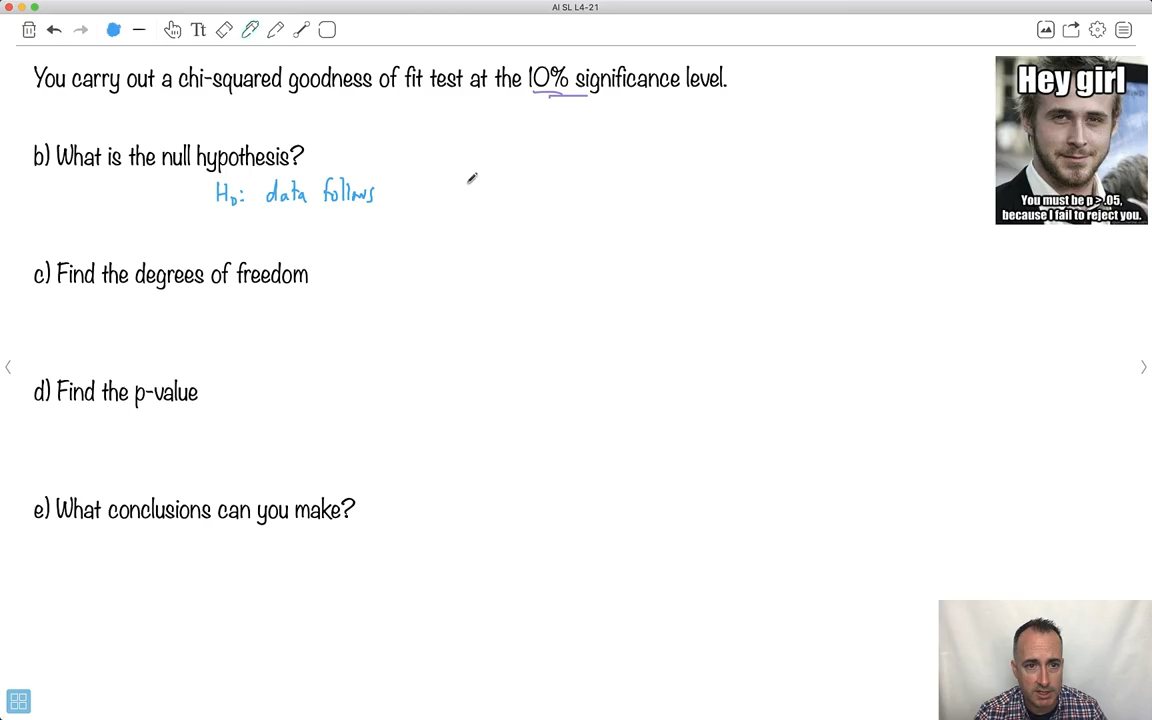 AI SL L4-21
Tt
You carry out a chi-squared goodness of fit test at the 10% significance level.
Hey girl
b) What is the null hypothesis?
H₀: data follows
You must be p > .05,
because I fail to reject you.
c) Find the degrees of freedom
d) Find the p-value
e) What conclusions can you make?